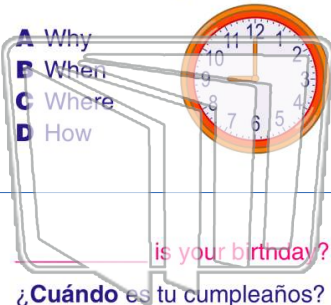 A Why
B When
C Where
D How
12
11 1
10 2
9 3
8 4
7 5
6
____________ is your birthday?
¿Cuándo es tu cumpleaños?